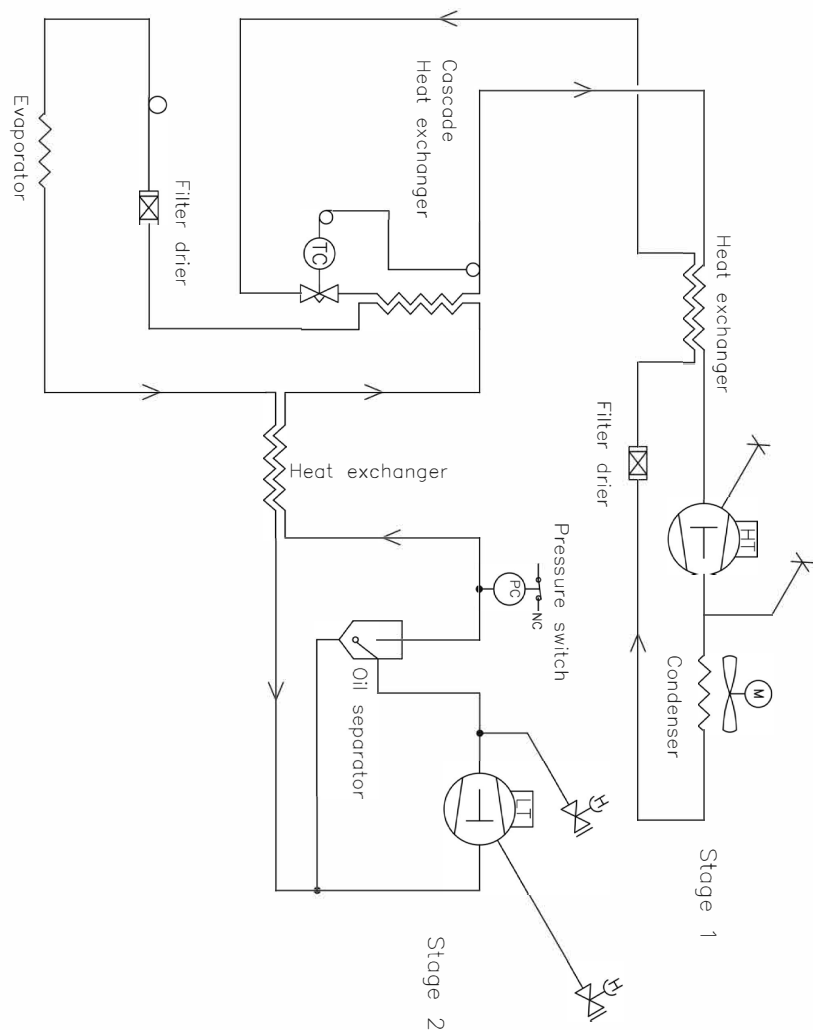 Cascade
Heat exchanger
Evaporator
Filter drier
TC
Heat exchanger
Filter drier
Heat exchanger
HT
Pressure switch
PC
NC
M
Condenser
Oil separator
LT
Stage 1
Stage 2